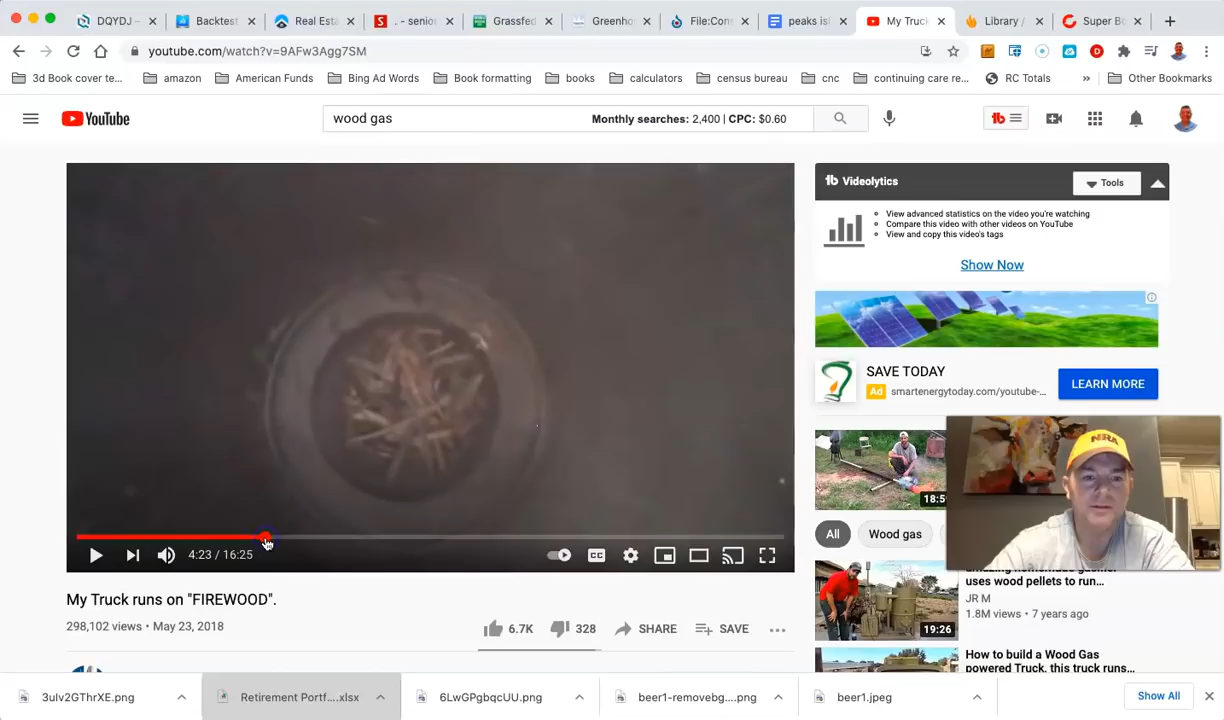 DQYDJ –
Backtest
Real Esta
. - senio
Grassfed
Greenho
File:Conn
peaks isl
My Truck
Library /
Super Bo
youtube.com/watch?v=9AFw3Agg7SM
3d Book cover te...
amazon
American Funds
Bing Ad Words
Book formatting
books
calculators
census bureau
cnc
continuing care re...
RC Totals
»
Other Bookmarks
YouTube
wood gas
Monthly searches: 2,400 | CPC: $0.60
tb
tb Videolytics
Tools
View advanced statistics on the video you're watching
Compare this video with other videos on YouTube
View and copy this video's tags
Show Now
SAVE TODAY
Ad smartenergytoday.com/youtube-...
LEARN MORE
NRA
18:59
All
Wood gas
uses wood pellets to run...
JR M
1.8M views • 7 years ago
19:26
How to build a Wood Gas
powered Truck, this truck runs...
4:23 / 16:25
CC
My Truck runs on "FIREWOOD".
298,102 views • May 23, 2018
6.7K
328
SHARE
SAVE
3uIv2GThrXE.png
Retirement Portf....xlsx
6LwGPgbqcUU.png
beer1-removebg....png
beer1.jpeg
Show All